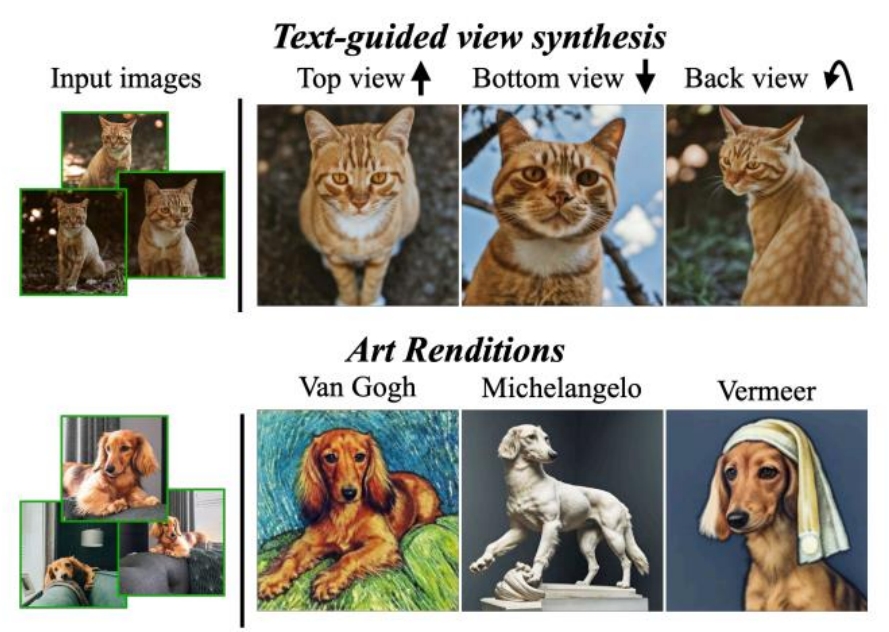 Text-guided view synthesis
Input images
Top view
Bottom view
Back view
Art Renditions
Van Gogh
Michelangelo
Vermeer